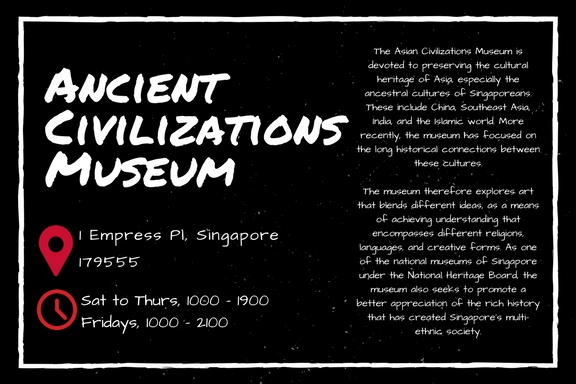 Ancient
Civilizations
Museum
1 Empress Pl, Singapore
179555
Sat to Thurs, 1000 - 1900
Fridays, 1000 - 2100
The Asian Civilizations Museum is
devoted to preserving the cultural
heritage of Asia, especially the
ancestral cultures of Singaporeans.
These include China, Southeast Asia,
India, and the Islamic world. More
recently, the museum has focused on
the long historical connections between
these cultures.
The museum therefore explores art
that blends different ideas, as a means
of achieving understanding that
encompasses different religions,
languages, and creative forms. As one
of the national museums of Singapore
under the National Heritage Board, the
museum also seeks to promote a
better appreciation of the rich history
that has created Singapore's multi-
ethnic society.